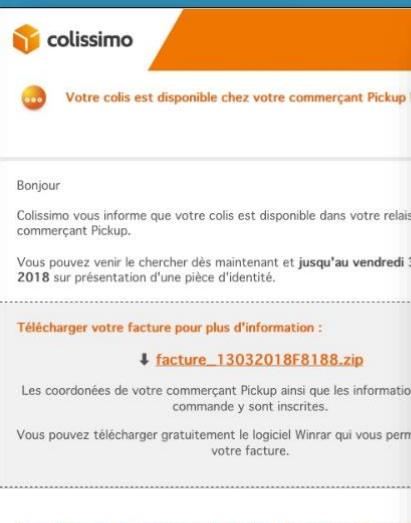 colissimo
Votre colis est disponible chez votre commerçant Pickup
Bonjour
Colissimo vous informe que votre colis est disponible dans votre relais
commerçant Pickup.
Vous pouvez venir le chercher dès maintenant et jusqu'au vendredi
2018 sur présentation d'une pièce d'identité.
Télécharger votre facture pour plus d'information :
facture_13032018F8188.zip
Les coordonées de votre commerçant Pickup ainsi que les informatio
commande y sont inscrites.
Vous pouvez télécharger gratuitement le logiciel Winrar qui vous perm
votre facture.